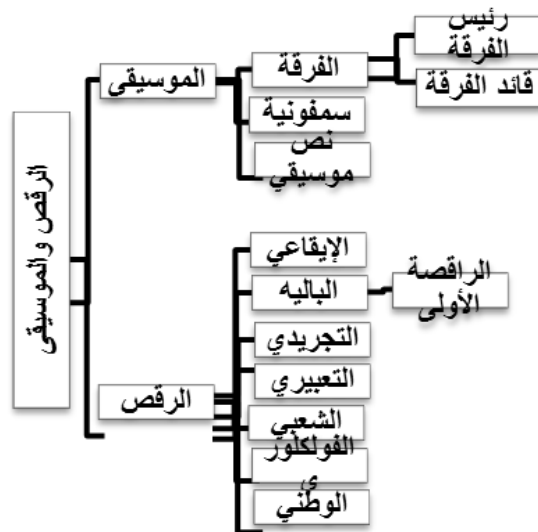 الرقص والموسيقى
الموسيقى
الفرقة
رئيس
الفرقة
قائد الفرقة
سمفونية
نص
موسيقي
الرقص
الإيقاعي
الباليه
الراقصة
الأولى
التجريدي
التعبيري
الشعبي
الفولكلور
ي
الوطني